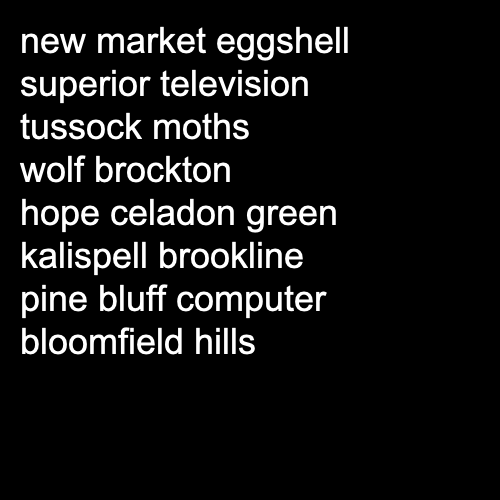 new market eggshell
superior television
tussock moths
wolf brockton
hope celadon green
kalispell brookline
pine bluff computer
bloomfield hills